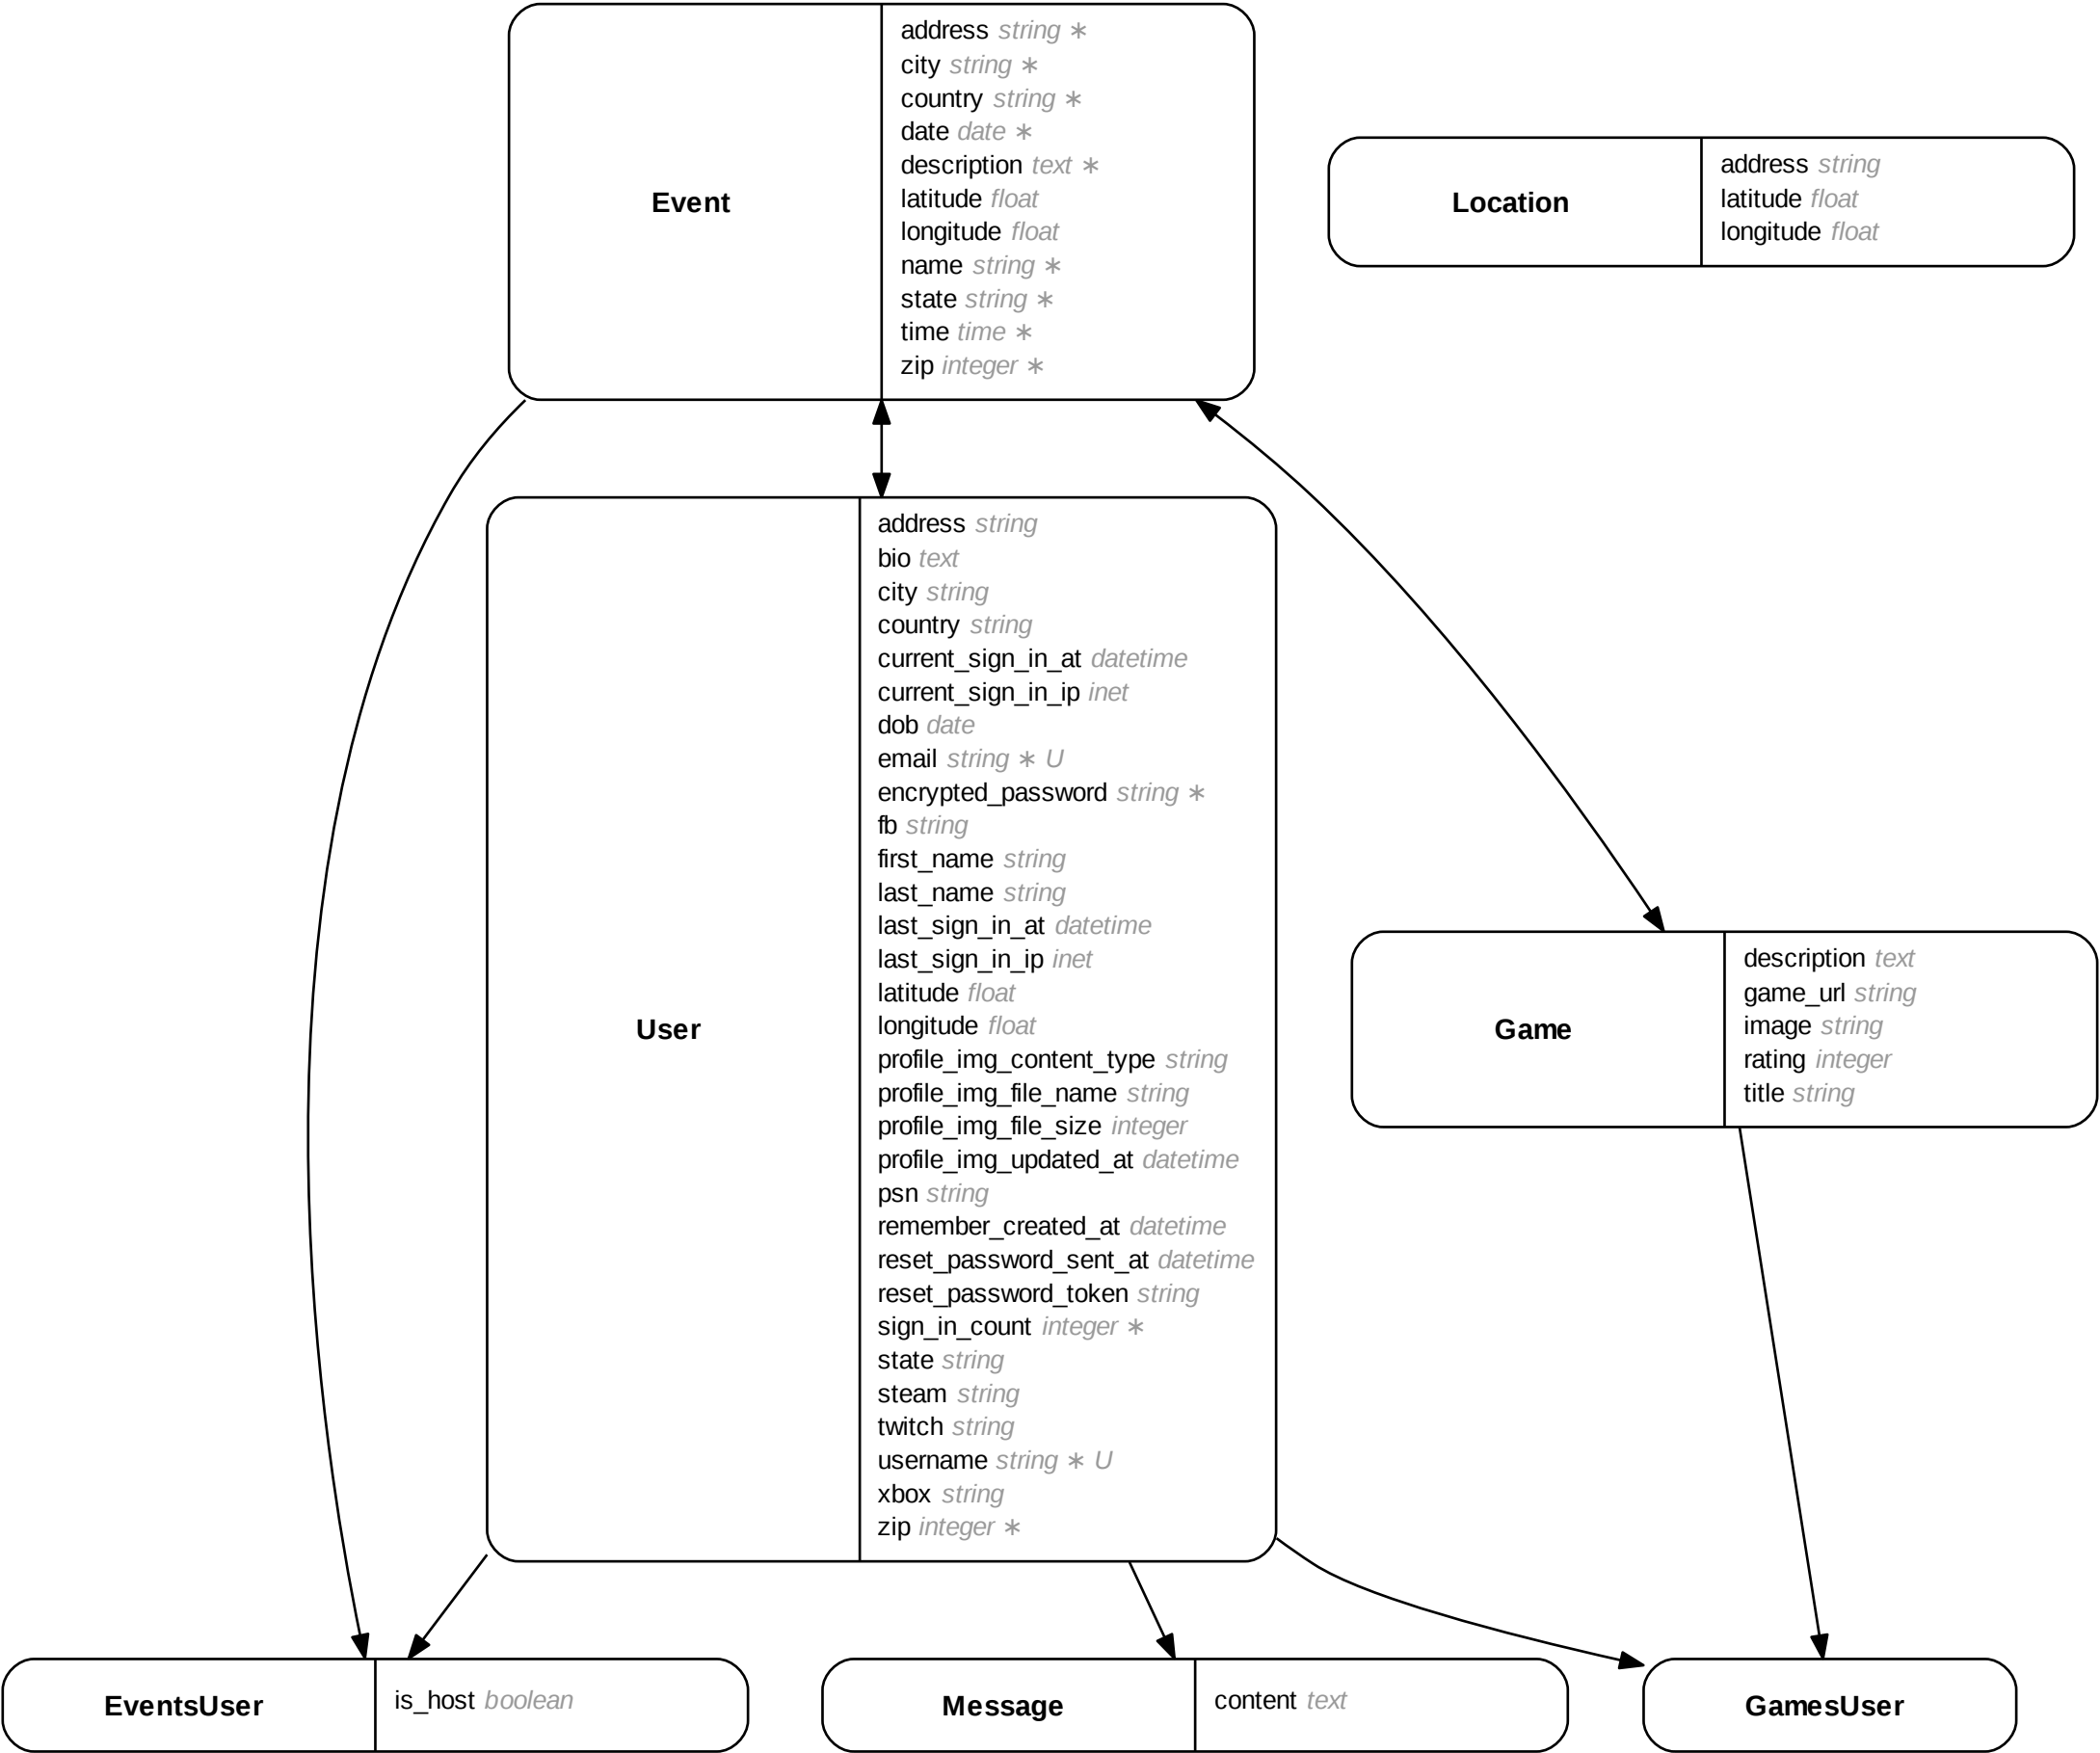 Event
address string ∗
city string ∗
country string ∗
date date ∗
description text ∗
latitude float
longitude float
name string ∗
state string ∗
time time ∗
zip integer ∗
Location
address string
latitude float
longitude float
User
address string
bio text
city string
country string
current_sign_in_at datetime
current_sign_in_ip inet
dob date
email string ∗ U
encrypted_password string ∗
fb string
first_name string
last_name string
last_sign_in_at datetime
last_sign_in_ip inet
latitude float
longitude float
profile_img_content_type string
profile_img_file_name string
profile_img_file_size integer
profile_img_updated_at datetime
psn string
remember_created_at datetime
reset_password_sent_at datetime
reset_password_token string
sign_in_count integer ∗
state string
steam string
twitch string
username string ∗ U
xbox string
zip integer ∗
Game
description text
game_url string
image string
rating integer
title string
EventsUser
is_host boolean
Message
content text
GamesUser